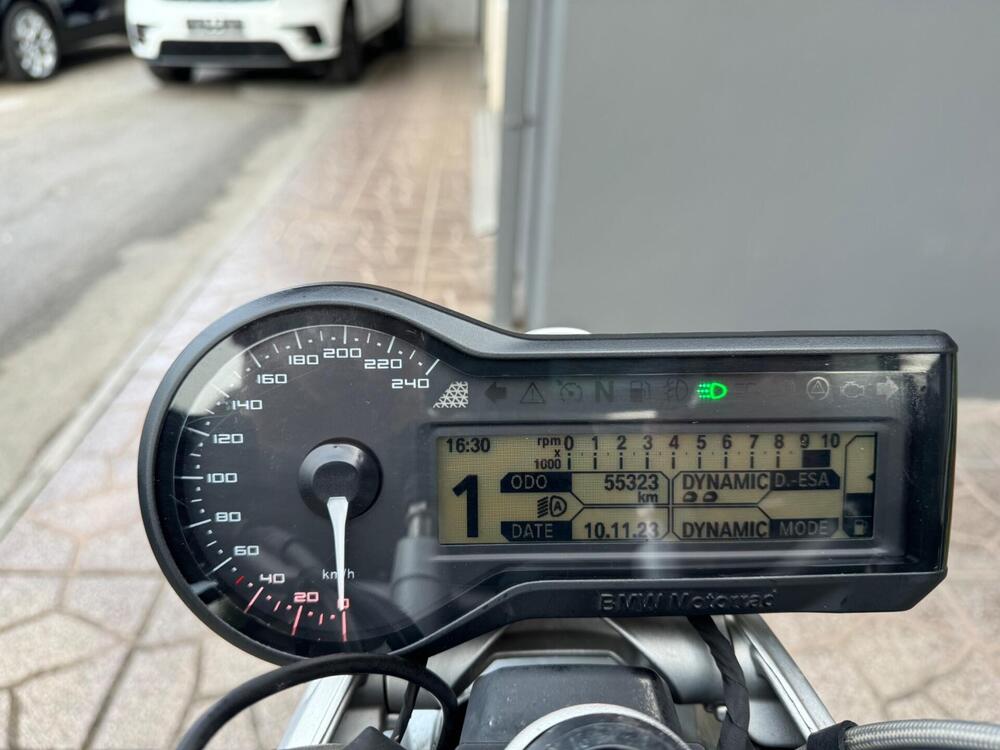 240
220
200
180
160
140
120
100
80
60
40
20
0
km/h
N
A
16:30 rpm 0 1 2 3 4 5 6 7 8 9 10
x
1000
1
ODO 55323 km
DYNAMIC D.-ESA
A
DATE 10.11.23
DYNAMIC MODE
BMW Motorrad